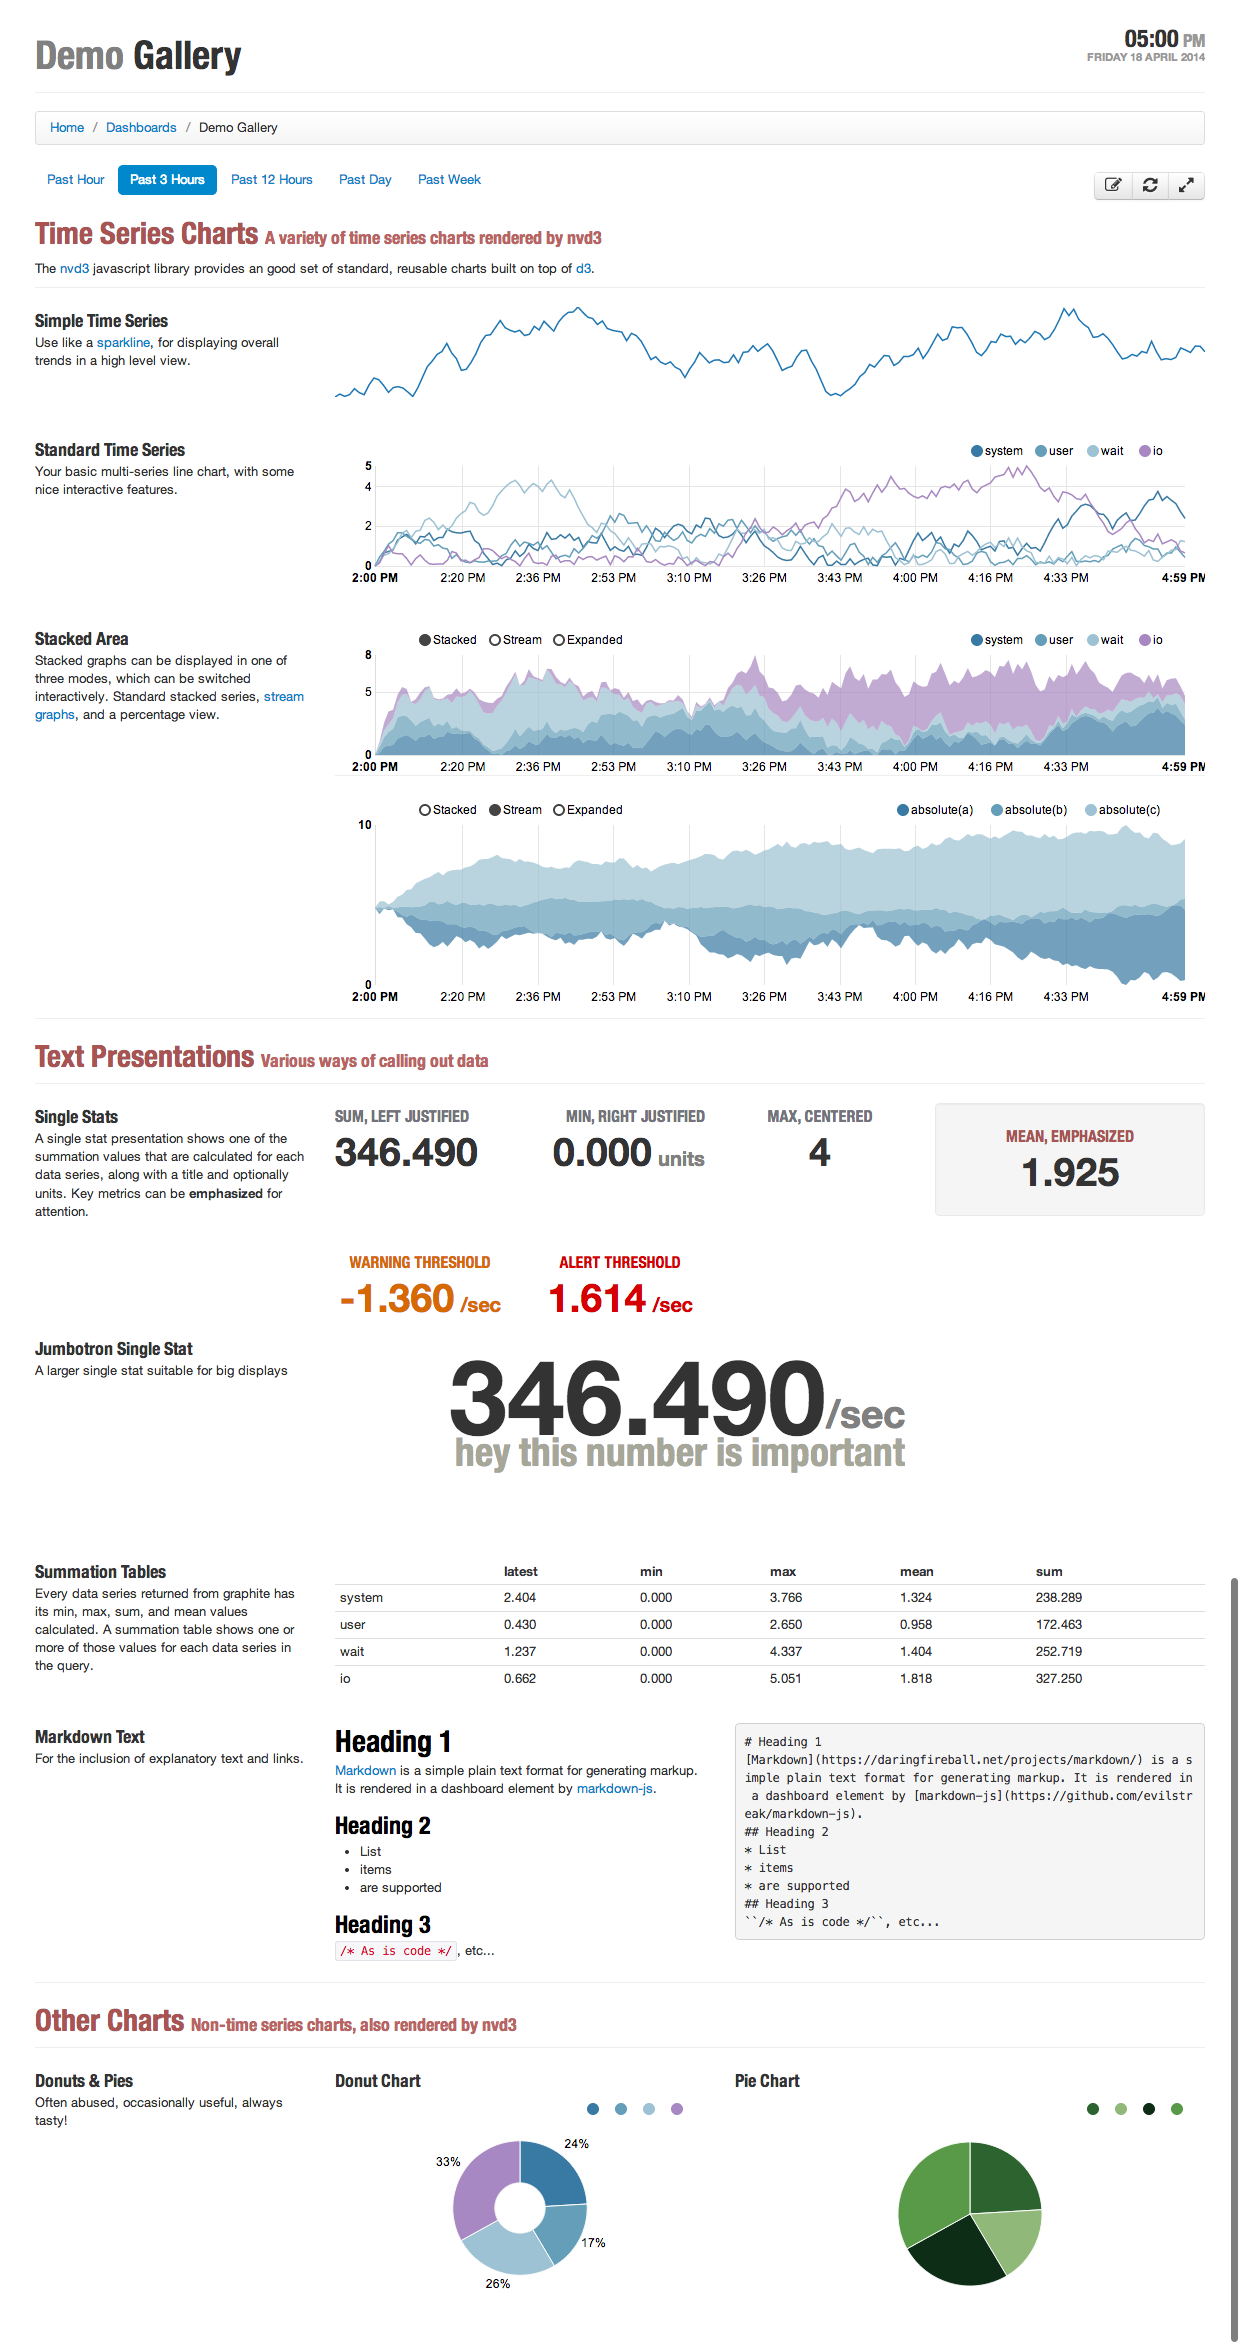 Demo Gallery
05:00 PM
FRIDAY 18 APRIL 2014
Home / Dashboards / Demo Gallery
Past Hour Past 3 Hours Past 12 Hours Past Day Past Week
Time Series Charts A variety of time series charts rendered by nvd3
The nvd3 javascript library provides an good set of standard, reusable charts built on top of d3.
Simple Time Series
Use like a sparkline, for displaying overall
trends in a high level view.
Standard Time Series
Your basic multi-series line chart, with some
nice interactive features.
system user wait io
5
4
2
0
2:00 PM 2:20 PM 2:36 PM 2:53 PM 3:10 PM 3:26 PM 3:43 PM 4:00 PM 4:16 PM 4:33 PM 4:59 PM
Stacked Area
Stacked graphs can be displayed in one of
three modes, which can be switched
interactively. Standard stacked series, stream
graphs, and a percentage view.
Stacked Stream Expanded system user wait io
8
5
0
2:00 PM 2:20 PM 2:36 PM 2:53 PM 3:10 PM 3:26 PM 3:43 PM 4:00 PM 4:16 PM 4:33 PM 4:59 PM
Stacked Stream Expanded absolute(a) absolute(b) absolute(c)
10
0
2:00 PM 2:20 PM 2:36 PM 2:53 PM 3:10 PM 3:26 PM 3:43 PM 4:00 PM 4:16 PM 4:33 PM 4:59 PM
Text Presentations Various ways of calling out data
Single Stats
A single stat presentation shows one of the
summation values that are calculated for each
data series, along with a title and optionally
units. Key metrics can be emphasized for
attention.
SUM, LEFT JUSTIFIED
346.490
MIN, RIGHT JUSTIFIED
0.000 units
MAX, CENTERED
4
MEAN, EMPHASIZED
1.925
WARNING THRESHOLD
-1.360 /sec
ALERT THRESHOLD
1.614 /sec
Jumbotron Single Stat
A larger single stat suitable for big displays
346.490/sec
hey this number is important
Summation Tables
Every data series returned from graphite has
its min, max, sum, and mean values
calculated. A summation table shows one or
more of those values for each data series in
the query.
latest min max mean sum
system 2.404 0.000 3.766 1.324 238.289
user 0.430 0.000 2.650 0.958 172.463
wait 1.237 0.000 4.337 1.404 252.719
io 0.662 0.000 5.051 1.818 327.250
Markdown Text
For the inclusion of explanatory text and links.
Heading 1
Markdown is a simple plain text format for generating markup.
It is rendered in a dashboard element by markdown-js.
Heading 2
• List
• items
• are supported
Heading 3
/* As is code */, etc...
# Heading 1
[Markdown](https://daringfireball.net/projects/markdown/) is a s
imple plain text format for generating markup. It is rendered in
a dashboard element by [markdown-js](https://github.com/evilstr
eak/markdown-js).
## Heading 2
* List
* items
* are supported
## Heading 3
``/* As is code */``, etc...
Other Charts Non-time series charts, also rendered by nvd3
Donuts & Pies
Often abused, occasionally useful, always
tasty!
Donut Chart
24%
33%
17%
26%
Pie Chart